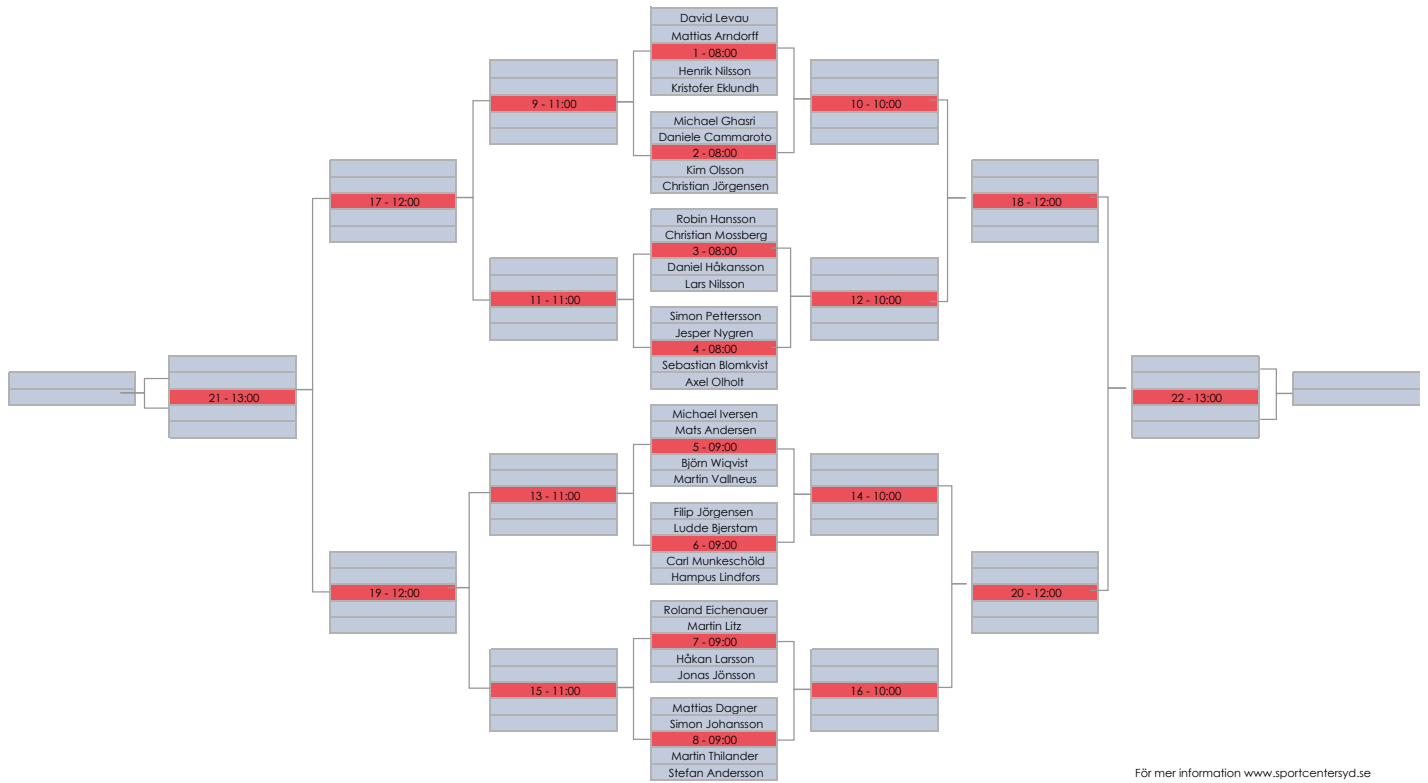 David Levau
Mattias Arndorff
1 - 08:00
Henrik Nilsson
Kristofer Eklundh
9 - 11:00
10 - 10:00
Michael Ghasri
Daniele Cammaroto
2 - 08:00
Kim Olsson
Christian Jörgensen
17 - 12:00
18 - 12:00
Robin Hansson
Christian Mossberg
3 - 08:00
Daniel Håkansson
Lars Nilsson
11 - 11:00
12 - 10:00
Simon Pettersson
Jesper Nygren
4 - 08:00
Sebastian Blomkvist
Axel Olholt
21 - 13:00
22 - 13:00
Michael Iversen
Mats Andersen
5 - 09:00
Björn Wiqvist
Martin Vallneus
13 - 11:00
14 - 10:00
Filip Jörgensen
Ludde Bjerstam
6 - 09:00
Carl Munkeschöld
Hampus Lindfors
19 - 12:00
20 - 12:00
Roland Eichenauer
Martin Litz
7 - 09:00
Håkan Larsson
Jonas Jönsson
15 - 11:00
16 - 10:00
Mattias Dagner
Simon Johansson
8 - 09:00
Martin Thilander
Stefan Andersson
För mer information www.sportcentersyd.se